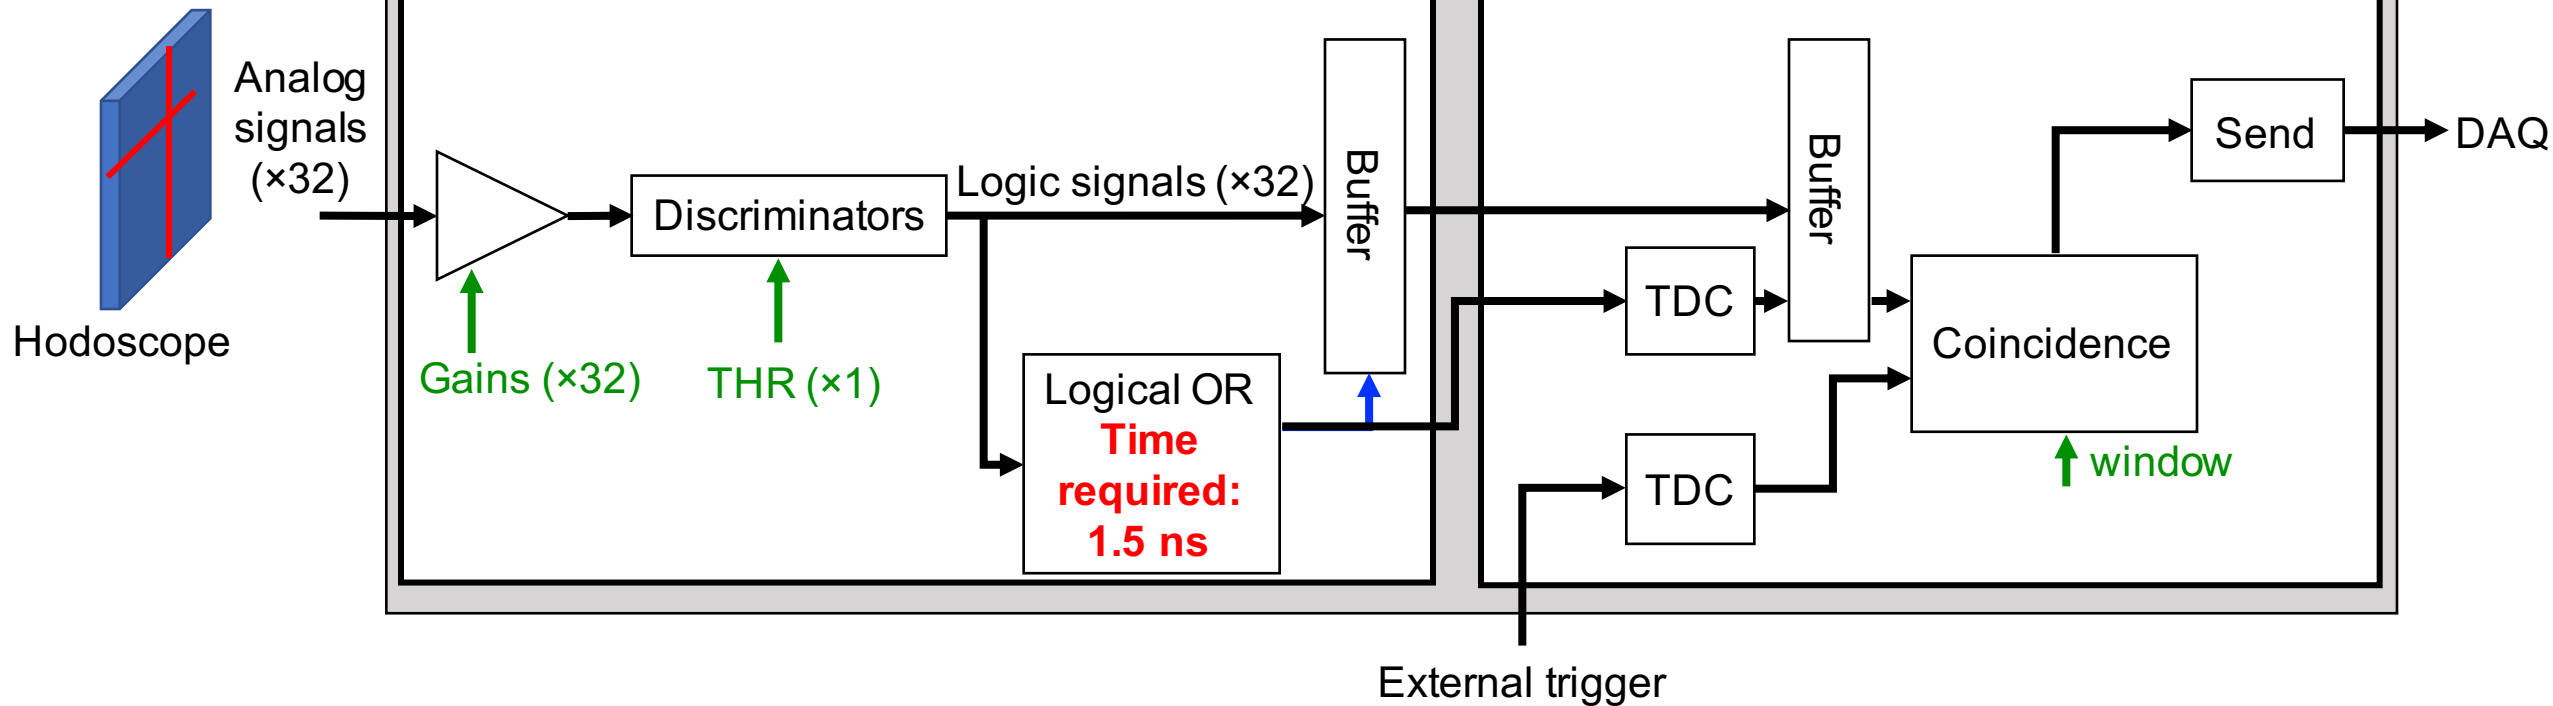 Analog
signals
(×32)
Hodoscope
Gains (×32)
Discriminators
THR (×1)
Logic signals (×32)
Logical OR
Time
required:
1.5 ns
Buffer
Buffer
TDC
TDC
Coincidence
window
Send
DAQ
External trigger